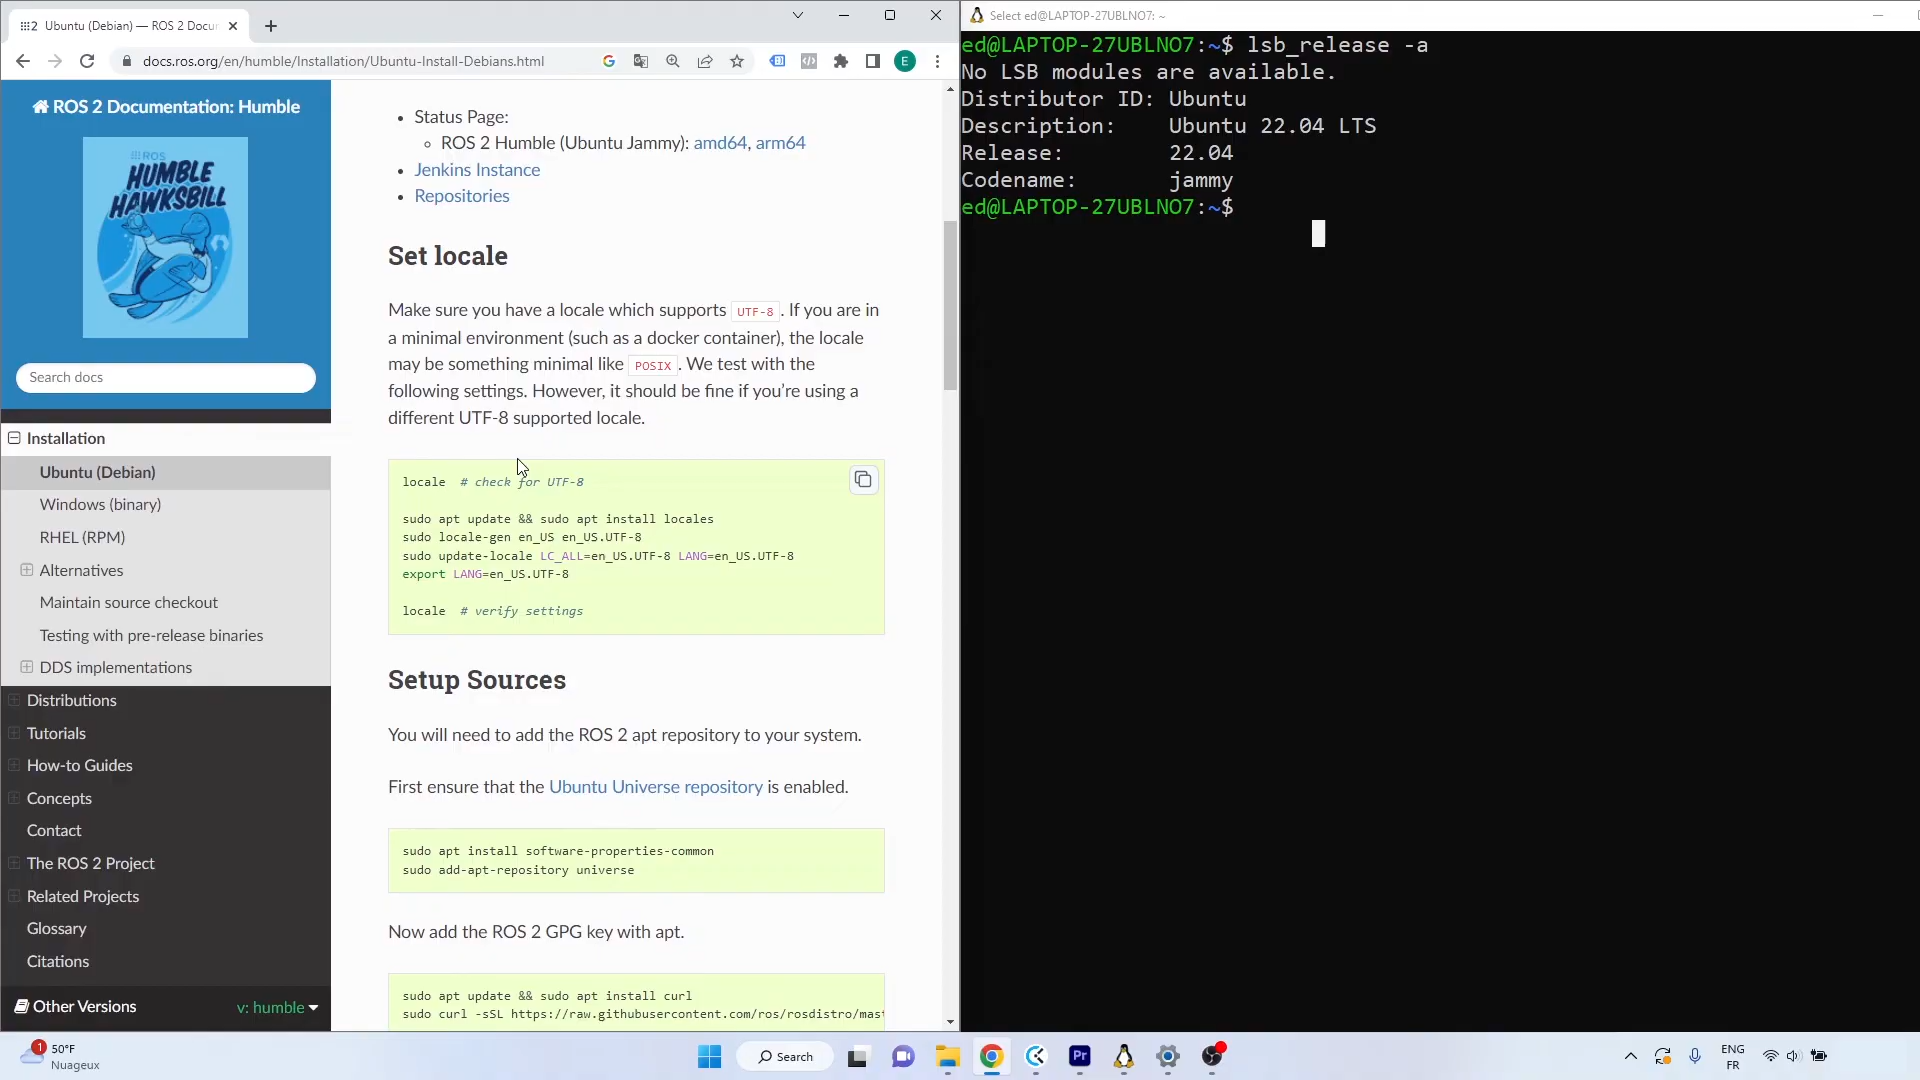 Ubuntu (Debian) — ROS 2 Docu
docs.ros.org/en/humble/Installation/Ubuntu-Install-Debians.html
E
ROS 2 Documentation: Humble
ROS
HUMBLE
HAWKSBILL
Search docs
Installation
Ubuntu (Debian)
Windows (binary)
RHEL (RPM)
Alternatives
Maintain source checkout
Testing with pre-release binaries
DDS implementations
Distributions
Tutorials
How-to Guides
Concepts
Contact
The ROS 2 Project
Related Projects
Glossary
Citations
Other Versions v: humble
• Status Page:
ROS 2 Humble (Ubuntu Jammy): amd64, arm64
• Jenkins Instance
• Repositories
Set locale
Make sure you have a locale which supports UTF-8 . If you are in
a minimal environment (such as a docker container), the locale
may be something minimal like POSIX . We test with the
following settings. However, it should be fine if you’re using a
different UTF-8 supported locale.
locale # check for UTF-8
sudo apt update && sudo apt install locales
sudo locale-gen en_US en_US.UTF-8
sudo update-locale LC_ALL=en_US.UTF-8 LANG=en_US.UTF-8
export LANG=en_US.UTF-8
locale # verify settings
Setup Sources
You will need to add the ROS 2 apt repository to your system.
First ensure that the Ubuntu Universe repository is enabled.
sudo apt install software-properties-common
sudo add-apt-repository universe
Now add the ROS 2 GPG key with apt.
sudo apt update && sudo apt install curl
sudo curl -sSL https://raw.githubusercontent.com/ros/rosdistro/mast
Select ed@LAPTOP-27UBLNO7: ~
ed@LAPTOP-27UBLNO7:~$ lsb_release -a
No LSB modules are available.
Distributor ID: Ubuntu
Description: Ubuntu 22.04 LTS
Release: 22.04
Codename: jammy
ed@LAPTOP-27UBLNO7:~$
1
50°F
Nuageux
Search
Pr
ENG
FR